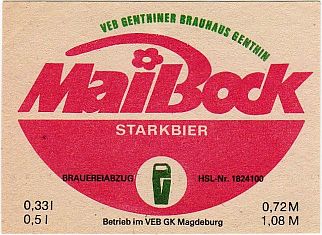 VEB GENTHINER BRAUHAUS GENTHIN
MaiBock
STARKBIER
BRAUEREIABZUG HSL-Nr. 1824100
0,33 l 0,72 M
0,5 l 1,08 M
Betrieb im VEB GK Magdeburg